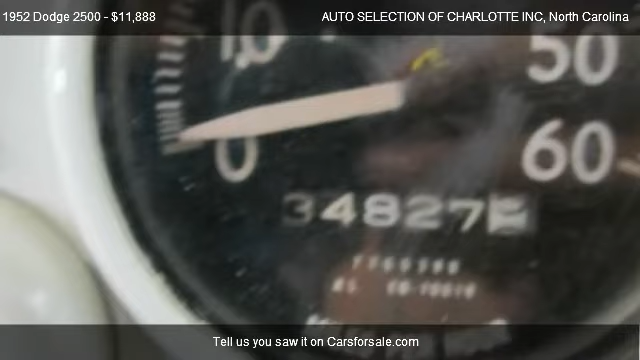 1952 Dodge 2500 - $11,888
AUTO SELECTION OF CHARLOTTE INC, North Carolina
10
50
0
60
34827
Tell us you saw it on Carsforsale.com